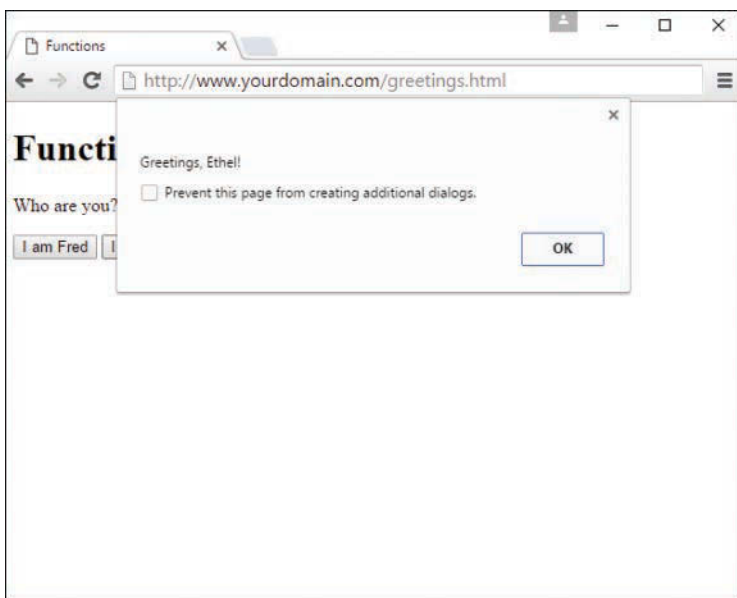 Functions
http://www.yourdomain.com/greetings.html
Greetings, Ethel!
Prevent this page from creating additional dialogs.
OK
Functi
Who are you?
I am Fred I